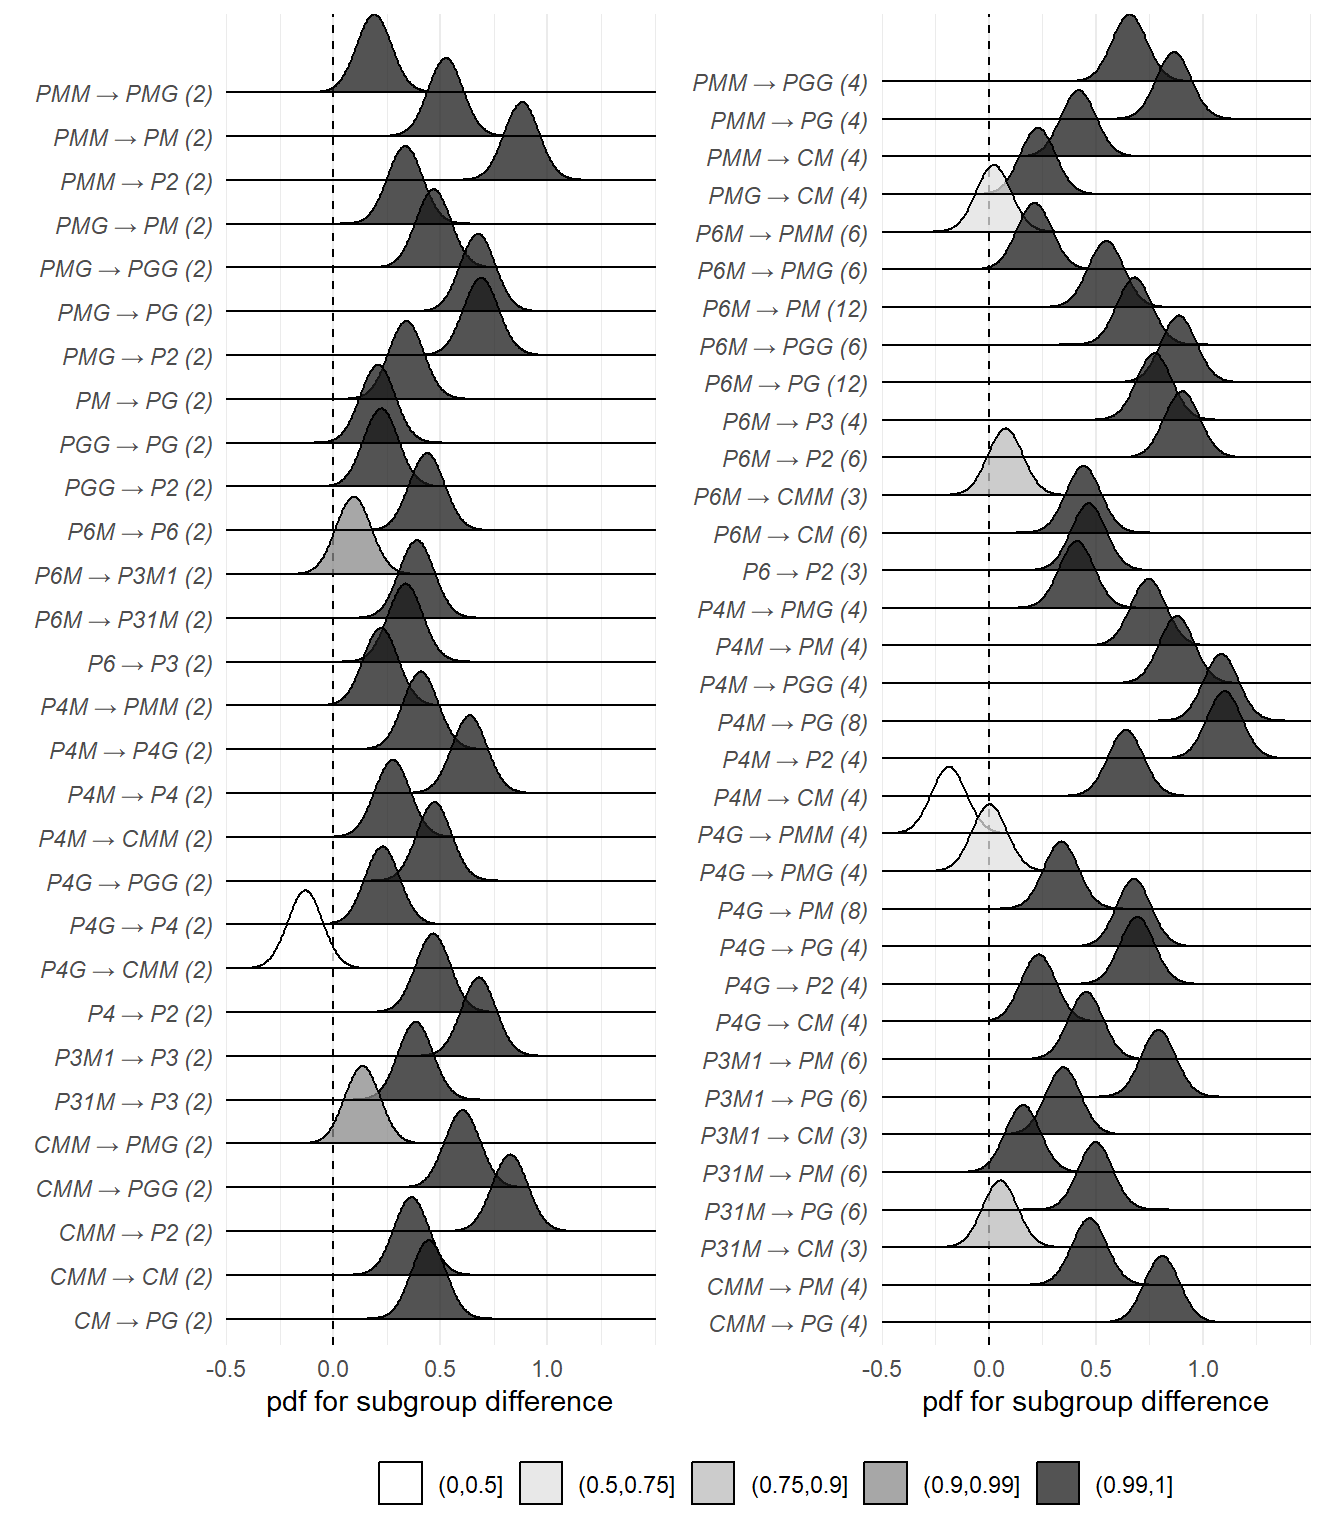 PMM → PMG (2)
PMM → PM (2)
PMM → P2 (2)
PMG → PM (2)
PMG → PGG (2)
PMG → PG (2)
PMG → P2 (2)
PM → PG (2)
PGG → PG (2)
PGG → P2 (2)
P6M → P6 (2)
P6M → P3M1 (2)
P6M → P31M (2)
P6 → P3 (2)
P4M → PMM (2)
P4M → P4G (2)
P4M → P4 (2)
P4M → CMM (2)
P4G → PGG (2)
P4G → P4 (2)
P4G → CMM (2)
P4 → P2 (2)
P3M1 → P3 (2)
P31M → P3 (2)
CMM → PMG (2)
CMM → PGG (2)
CMM → P2 (2)
CMM → CM (2)
CM → PG (2)
-0.5 0.0 0.5 1.0
pdf for subgroup difference
PMM → PGG (4)
PMM → PG (4)
PMM → CM (4)
PMG → CM (4)
P6M → PMM (6)
P6M → PMG (6)
P6M → PM (12)
P6M → PGG (6)
P6M → PG (12)
P6M → P3 (4)
P6M → P2 (6)
P6M → CMM (3)
P6M → CM (6)
P6 → P2 (3)
P4M → PMG (4)
P4M → PM (4)
P4M → PGG (4)
P4M → PG (8)
P4M → P2 (4)
P4M → CM (4)
P4G → PMM (4)
P4G → PMG (4)
P4G → PM (8)
P4G → PG (4)
P4G → P2 (4)
P4G → CM (4)
P3M1 → PM (6)
P3M1 → PG (6)
P3M1 → CM (3)
P31M → PM (6)
P31M → PG (6)
P31M → CM (3)
CMM → PM (4)
CMM → PG (4)
-0.5 0.0 0.5 1.0
pdf for subgroup difference
(0,0.5] (0.5,0.75] (0.75,0.9] (0.9,0.99] (0.99,1]